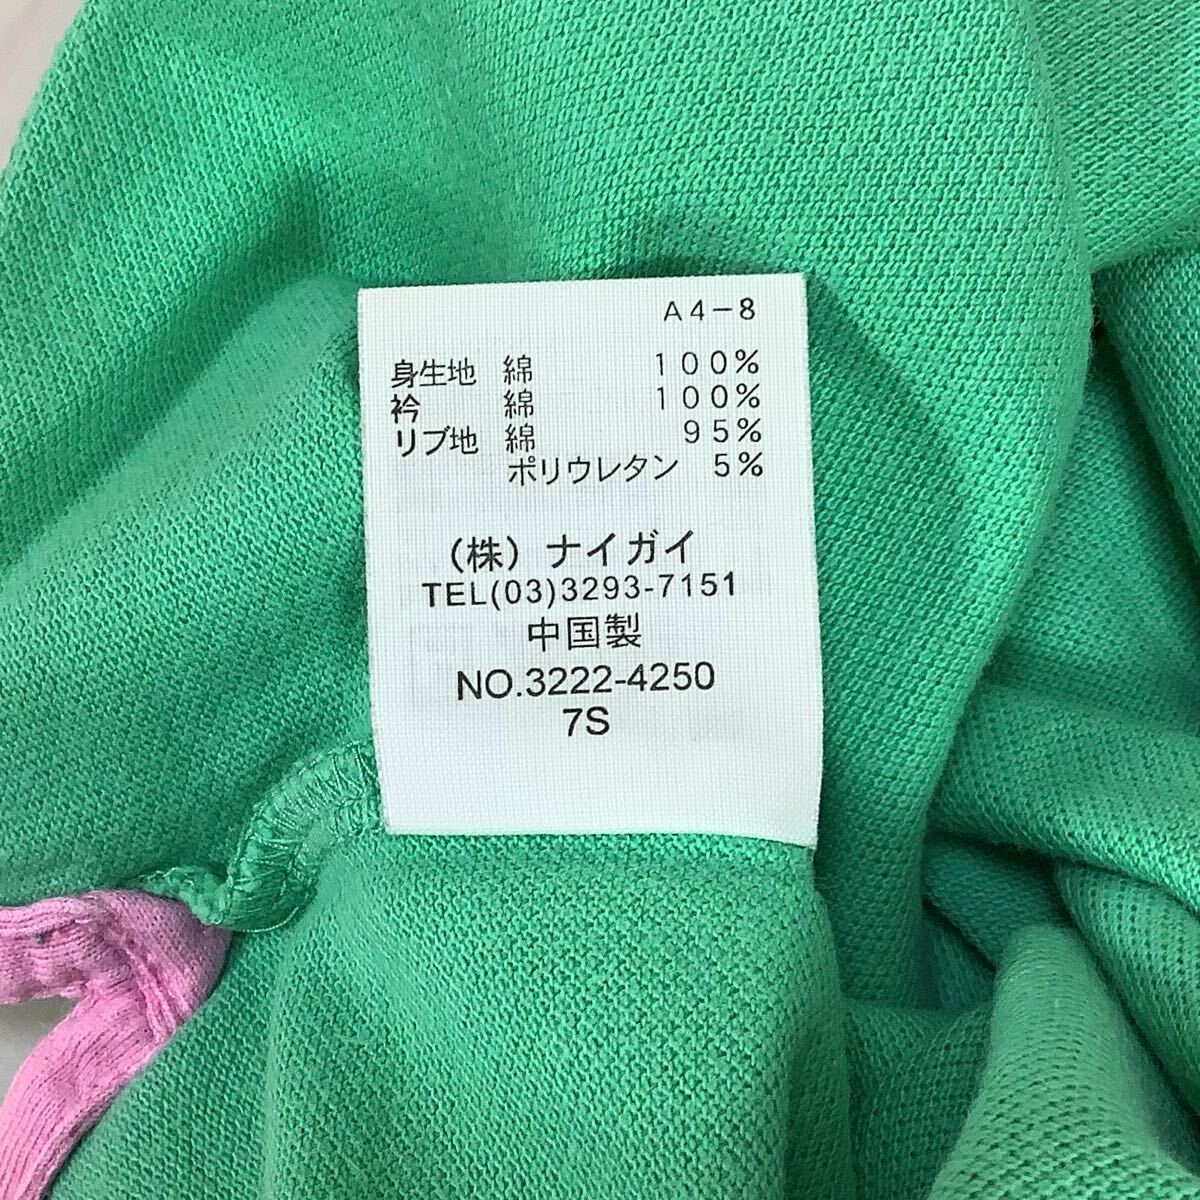 A4-8
身生地 綿 100%
衿 綿 100%
リブ地 綿 95%
ポリウレタン 5%
(株)ナイガイ
TEL(03)3293-7151
中国製
NO.3222-4250
7S